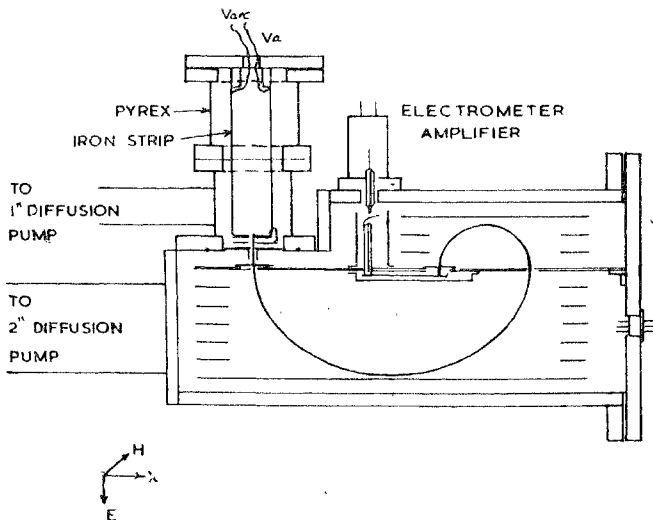 Varc
Va
PYREX
IRON STRIP
ELECTROMETER
AMPLIFIER
TO
1" DIFFUSION
PUMP
TO
2" DIFFUSION
PUMP
H
E